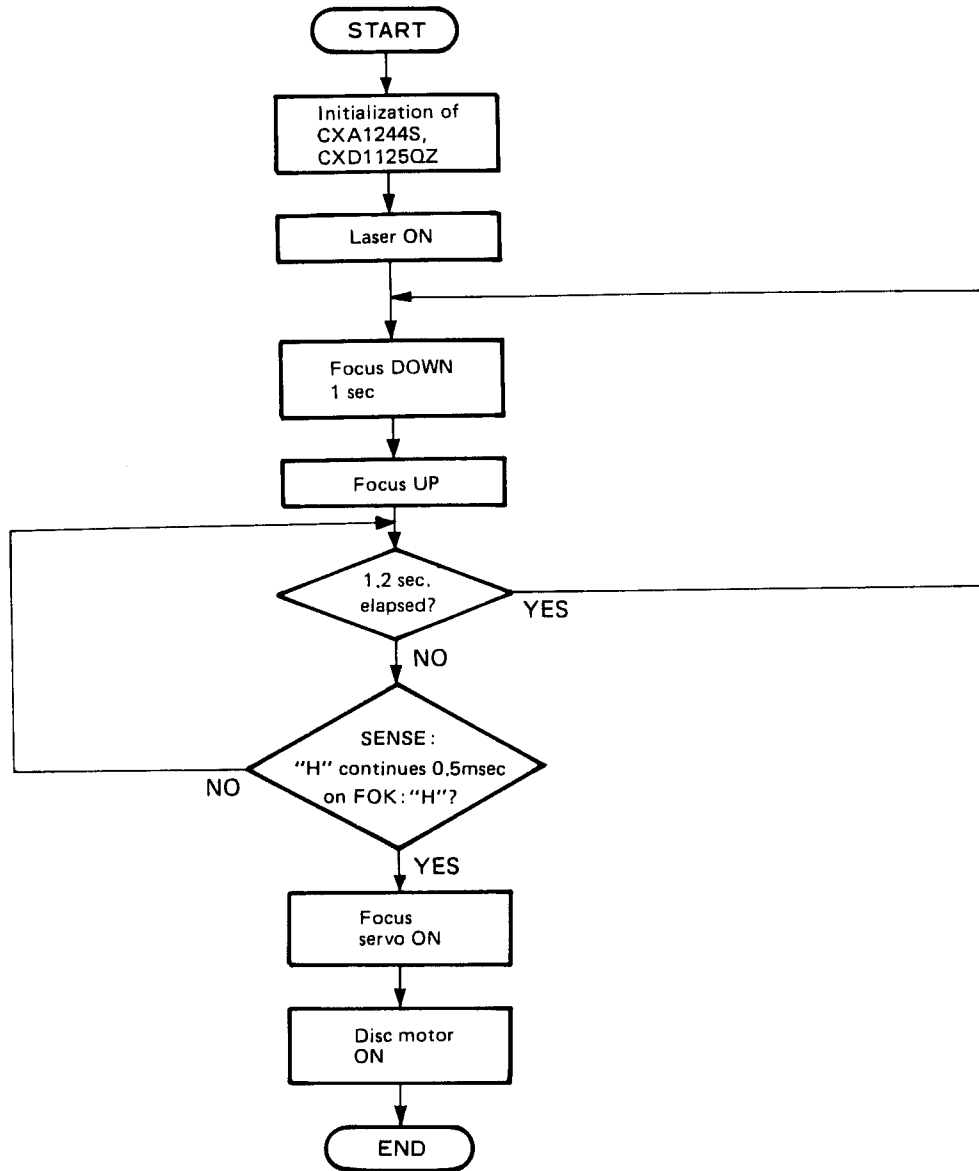 START
Initialization of
CXA1244S,
CXD1125QZ
Laser ON
Focus DOWN
1 sec
Focus UP
1.2 sec.
elapsed?
YES
NO
SENSE:
"H" continues 0.5msec
on FOK: "H"?
NO
YES
Focus
servo ON
Disc motor
ON
END